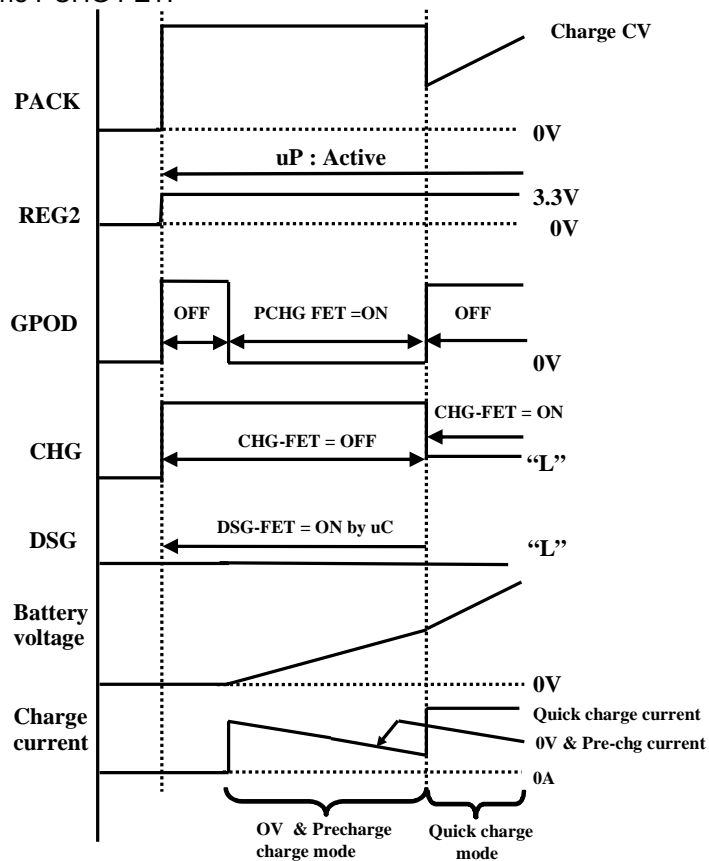 Charge CV
PACK
0V
uP : Active
3.3V
REG2
0V
OFF
PCHG FET =ON
OFF
GPOD
0V
CHG-FET = ON
CHG-FET = OFF
CHG
“L”
DSG-FET = ON by uC
DSG
“L”
Battery
voltage
0V
Charge
current
Quick charge current
0V & Pre-chg current
0A
OV & Precharge
charge mode
Quick charge
mode